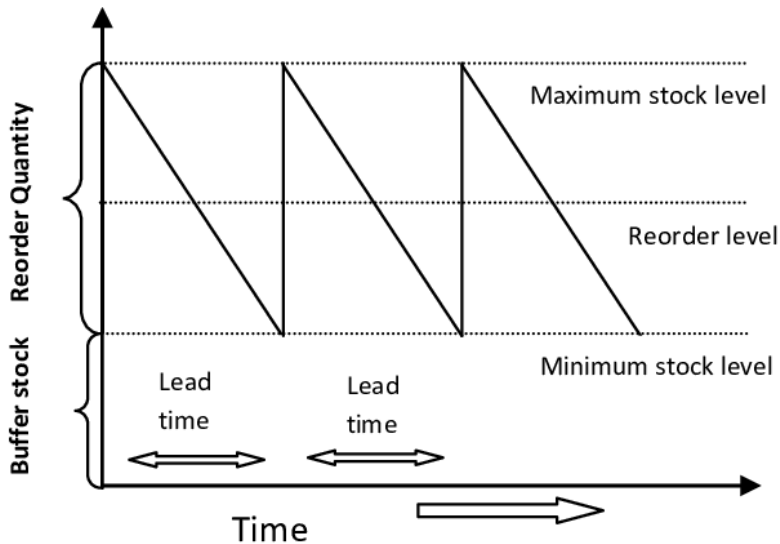 Reorder Quantity
Buffer stock
Maximum stock level
Reorder level
Minimum stock level
Lead
time
Lead
time
Time